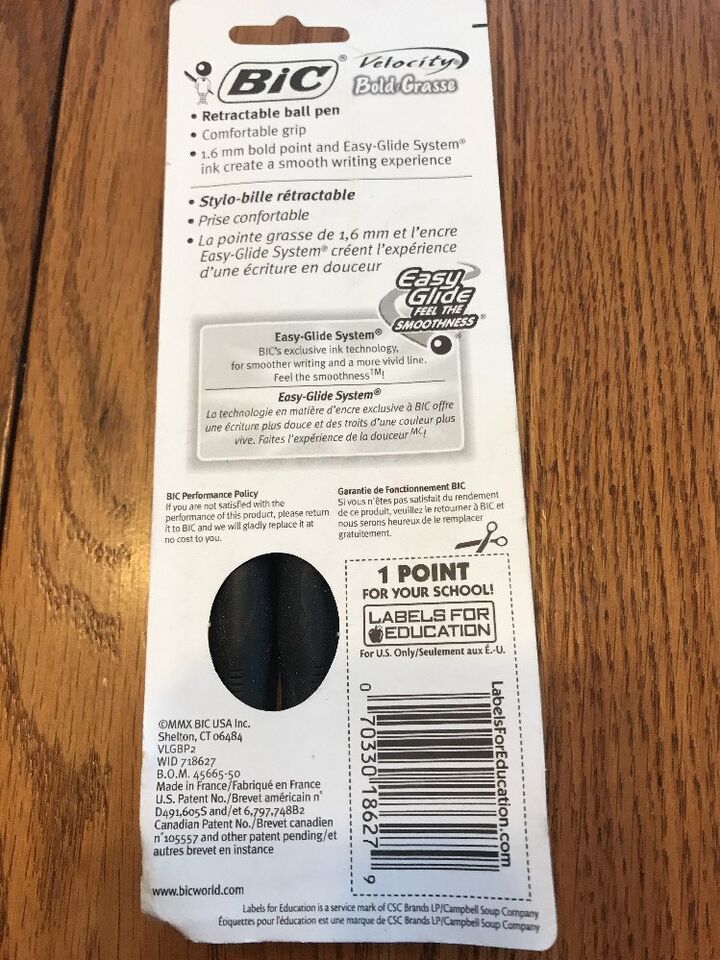 BiC® Velocity
Bold/Grasse
• Retractable ball pen
• Comfortable grip
• 1.6 mm bold point and Easy-Glide System®
ink create a smooth writing experience
• Stylo-bille rétractable
• Prise confortable
• La pointe grasse de 1,6 mm et l'encre
Easy-Glide System® créent l'expérience
d'une écriture en douceur
Easy
Glide
FEEL THE
SMOOTHNESS®
Easy-Glide System®
BIC's exclusive ink technology,
for smoother writing and a more vivid line.
Feel the smoothness™!
Easy-Glide System®
La technologie en matière d'encre exclusive à BIC offre
une écriture plus douce et des traits d'une couleur plus
vive. Faites l'expérience de la douceur MC!
BIC Performance Policy
If you are not satisfied with the
performance of this product, please return
it to BIC and we will gladly replace it at
no cost to you.
Garantie de Fonctionnement BIC
Si vous n'êtes pas satisfait du rendement
de ce produit, veuillez le retourner à BIC et
nous serons heureux de le remplacer
gratuitement.
1 POINT
FOR YOUR SCHOOL!
LABELS FOR
EDUCATION
For U.S. Only/Seulement aux É.-U.
LabelsForEducation.com
0 70330 18627 9
©MMX BIC USA Inc.
Shelton, CT 06484
VLGBP2
WID 718627
B.O.M. 45665-50
Made in France/Fabriqué en France
U.S. Patent No./Brevet américain n°
D491,605S and/et 6,797,748B2
Canadian Patent No./Brevet canadien
n°105557 and other patent pending/et
autres brevet en instance
www.bicworld.com
Labels for Education is a service mark of CSC Brands LP/Campbell Soup Company
Étiquettes pour l'éducation est une marque de CSC Brands LP/Campbell Soup Company